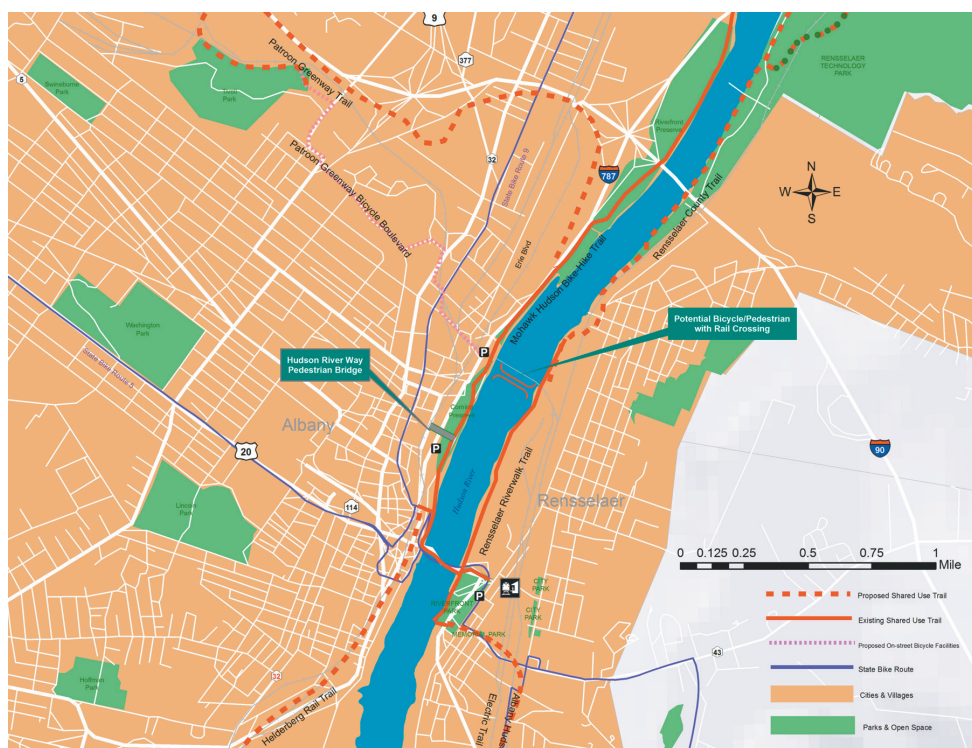 9
377
5
Swinburne
Park
Tivoli
Park
Patroon Greenway Trail
RENSSELAER
TECHNOLOGY
PARK
Riverfront
Preserve
Patroon Greenway Bicycle Boulevard
32
State Bike Route 9
787
N
W
E
S
Rensselaer County Trail
Erie Blvd
Mohawk Hudson Bike-Hike Trail
Washington
Park
State Bike Route 5
Potential Bicycle/Pedestrian
with Rail Crossing
Hudson River Way
Pedestrian Bridge
P
Corning
Preserve
Albany
20
P
90
114
Lincoln
Park
Hudson River
Rensselaer Riverwalk Trail
Rensselaer
0 0.125 0.25 0.5 0.75 1
Mile
RIVERFRONT
PARK
P
CITY
PARK
CITY
PARK
MEMORIAL PARK
43
32
Hoffman
Park
Helderberg Rail Trail
Albany Huds
Electric Trail
Proposed Shared Use Trail
Existing Shared Use Trail
Proposed On-street Bicycle Facilities
State Bike Route
Cities & Villages
Parks & Open Space